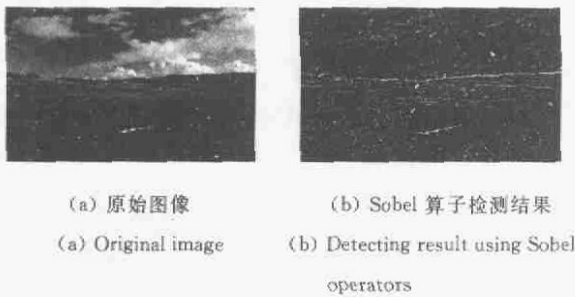 (a) 原始图像
(b) Sobel 算子检测结果
(a) Original image
(b) Detecting result using Sobel
operators